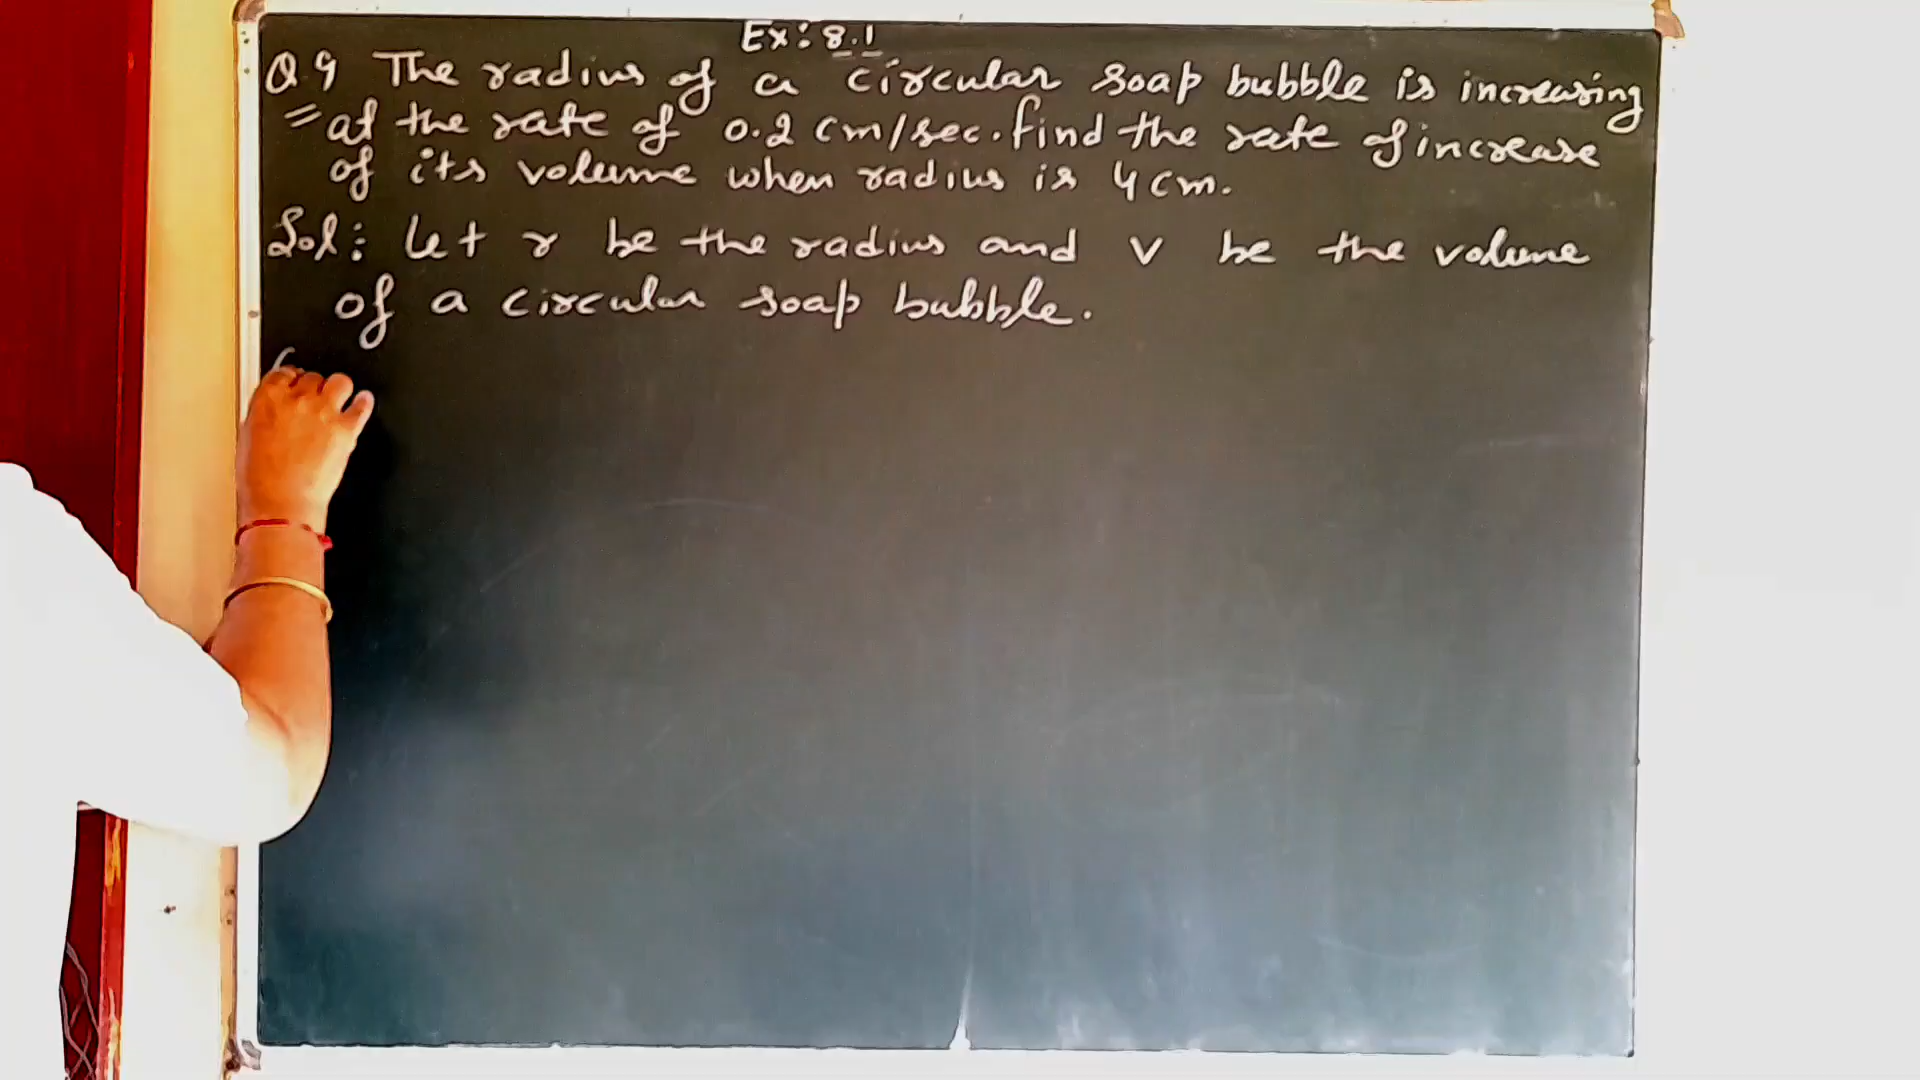 Ex: 8.1
Q.9 The radius of a circular soap bubble is increasing
at the rate of 0.2 cm/sec. find the rate of increase
of its volume when radius is 4 cm.
Sol: Let r be the radius and V be the volume
of a circular soap bubble.